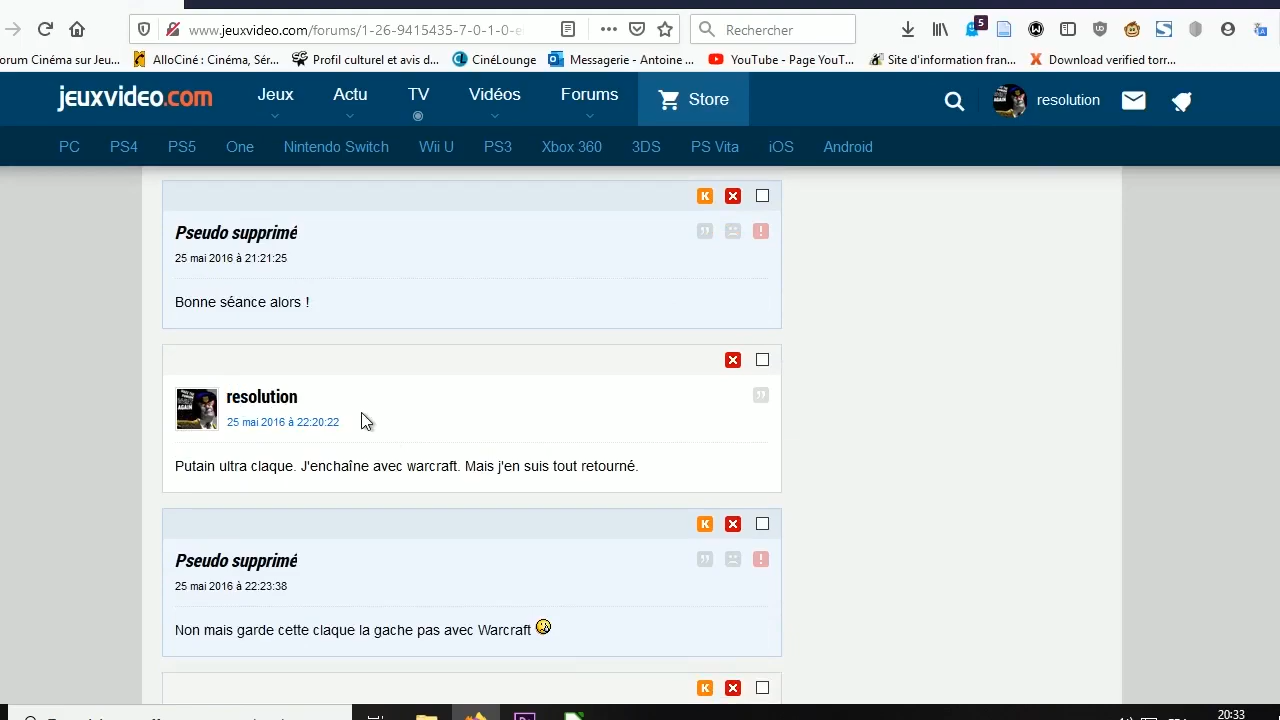 www.jeuxvideo.com/forums/1-26-9415435-7-0-1-0-e
Rechercher
5
orum Cinéma sur Jeu...
AlloCiné : Cinéma, Sér...
Profil culturel et avis d...
CinéLounge
Messagerie - Antoine ...
YouTube - Page YouT...
Site d'information fran...
Download verified torr...
jeuxvideo.com
Jeux
Actu
TV
Vidéos
Forums
Store
resolution
PC
PS4
PS5
One
Nintendo Switch
Wii U
PS3
Xbox 360
3DS
PS Vita
iOS
Android
K
Pseudo supprimé
25 mai 2016 à 21:21:25
Bonne séance alors !
resolution
25 mai 2016 à 22:20:22
Putain ultra claque. J'enchaîne avec warcraft. Mais j'en suis tout retourné.
K
Pseudo supprimé
25 mai 2016 à 22:23:38
Non mais garde cette claque la gache pas avec Warcraft
K
20:33